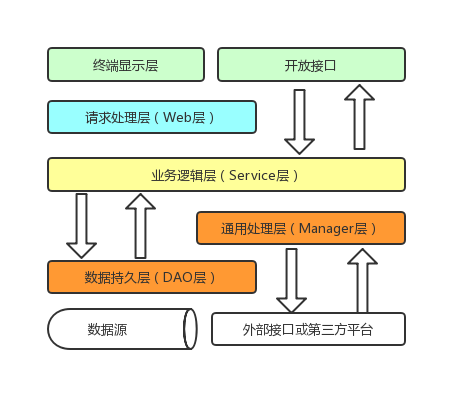 终端显示层
开放接口
请求处理层（Web层）
业务逻辑层（Service层）
通用处理层（Manager层）
数据持久层（DAO层）
数据源
外部接口或第三方平台